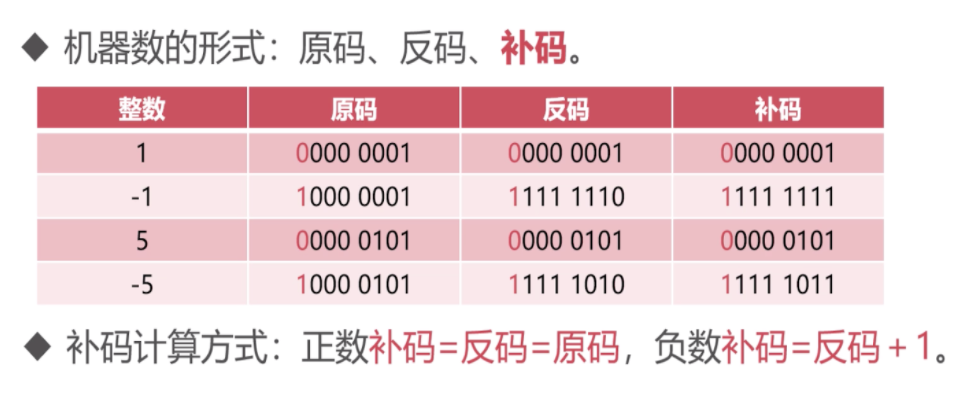 ◆ 机器数的形式：原码、反码、补码。
整数 原码 反码 补码
1 0000 0001 0000 0001 0000 0001
-1 1000 0001 1111 1110 1111 1111
5 0000 0101 0000 0101 0000 0101
-5 1000 0101 1111 1010 1111 1011
◆ 补码计算方式：正数补码=反码=原码，负数补码=反码＋1。